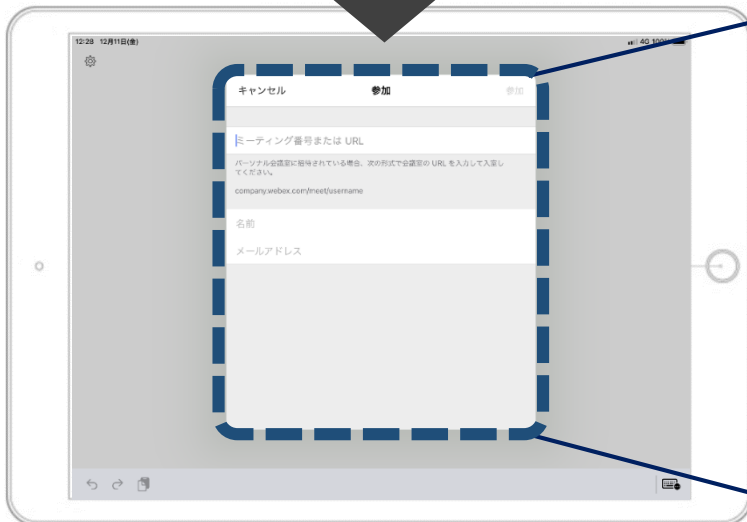 12:28 12月11日(金)
4G 100%
キャンセル 参加 参加
ミーティング番号または URL
パーソナル会議室に招待されている場合、次の形式で会議室の URL を入力して入室し
てください。
company.webex.com/meet/username
名前
メールアドレス